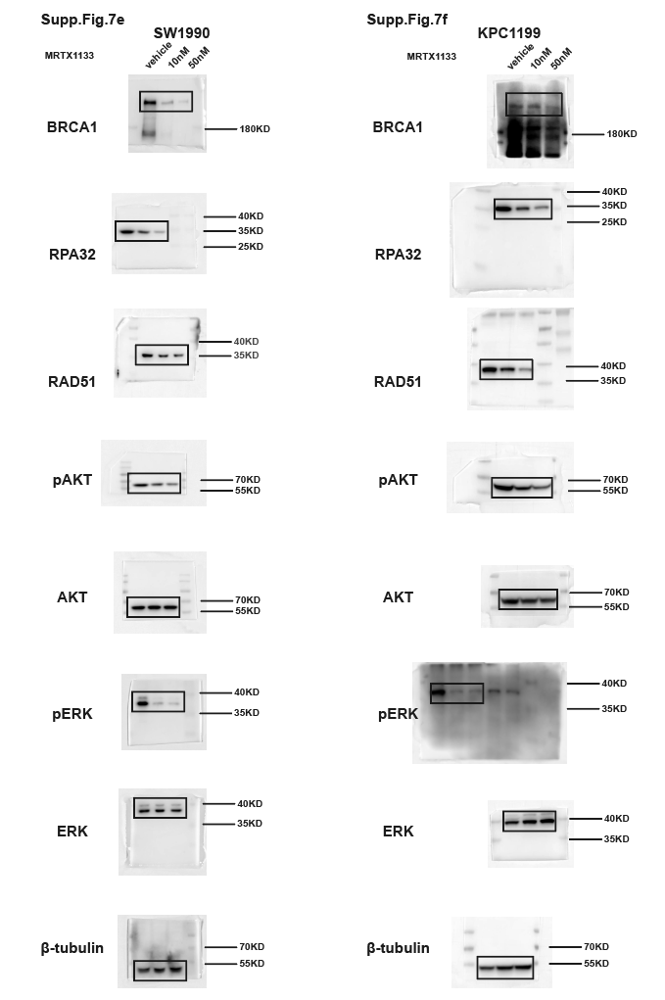 Supp.Fig.7e
SW1990
MRTX1133
vehicle
10nM
50nM
BRCA1
180KD
RPA32
40KD
35KD
25KD
RAD51
40KD
35KD
pAKT
70KD
55KD
AKT
70KD
55KD
pERK
40KD
35KD
ERK
40KD
35KD
β-tubulin
70KD
55KD
Supp.Fig.7f
KPC1199
MRTX1133
vehicle
10nM
50nM
BRCA1
180KD
RPA32
40KD
35KD
25KD
RAD51
40KD
35KD
pAKT
70KD
55KD
AKT
70KD
55KD
pERK
40KD
35KD
ERK
40KD
35KD
β-tubulin
70KD
55KD